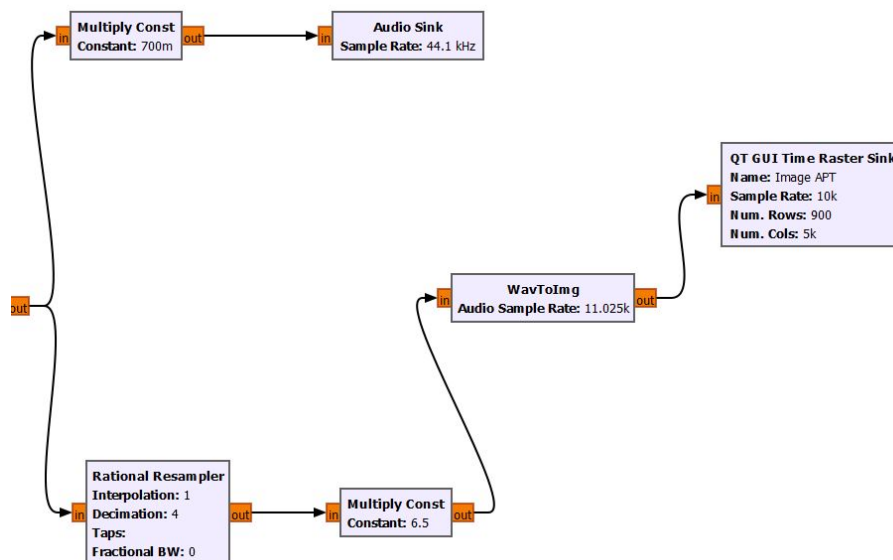 Multiply Const
in
Constant: 700m
out
Audio Sink
in
Sample Rate: 44.1 kHz
QT GUI Time Raster Sink
Name: Image APT
in
Sample Rate: 10k
Num. Rows: 900
Num. Cols: 5k
WavToImg
in
Audio Sample Rate: 11.025k
out
out
Rational Resampler
Interpolation: 1
in
Decimation: 4
out
Taps:
Fractional BW: 0
Multiply Const
in
Constant: 6.5
out